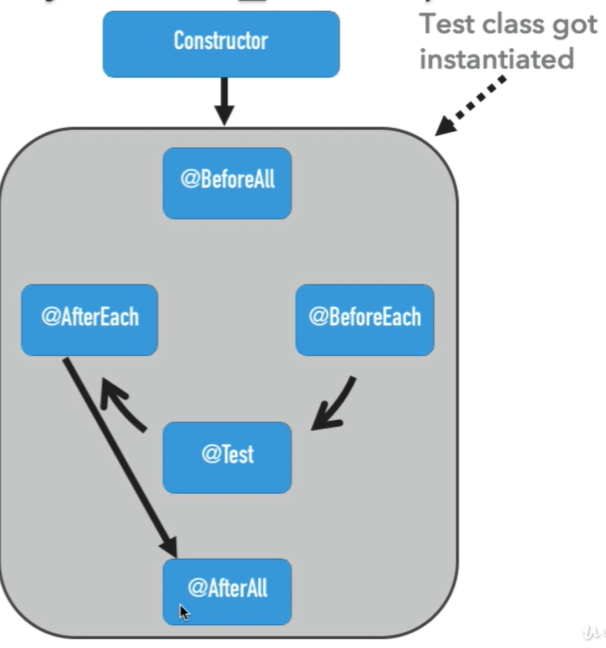 Constructor
Test class got
instantiated
@BeforeAll
@AfterEach
@BeforeEach
@Test
@AfterAll